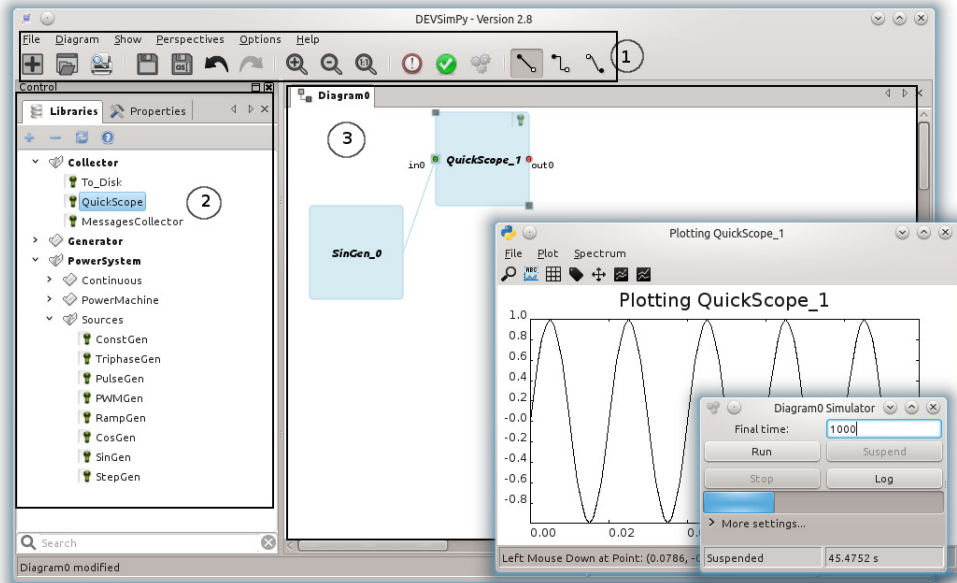 DEVSimPy - Version 2.8
File Diagram Show Perspectives Options Help
1
Control
Libraries Properties
Collector
To_Disk
QuickScope
MessagesCollector
2
Generator
PowerSystem
Continuous
PowerMachine
Sources
ConstGen
TriphaseGen
PulseGen
PWMGen
RampGen
CosGen
SinGen
StepGen
Search
Diagram0 modified
Diagram0
3
in0 QuickScope_1 out0
SinGen_0
Plotting QuickScope_1
File Plot Spectrum
Plotting QuickScope_1
1.0
0.8
0.6
0.4
0.2
-0.0
-0.2
-0.4
-0.6
-0.8
0.00 0.02
Left Mouse Down at Point: (0.0786, -0
Diagram0 Simulator
Final time: 1000
Run Suspend
Stop Log
More settings...
Suspended 45.4752 s